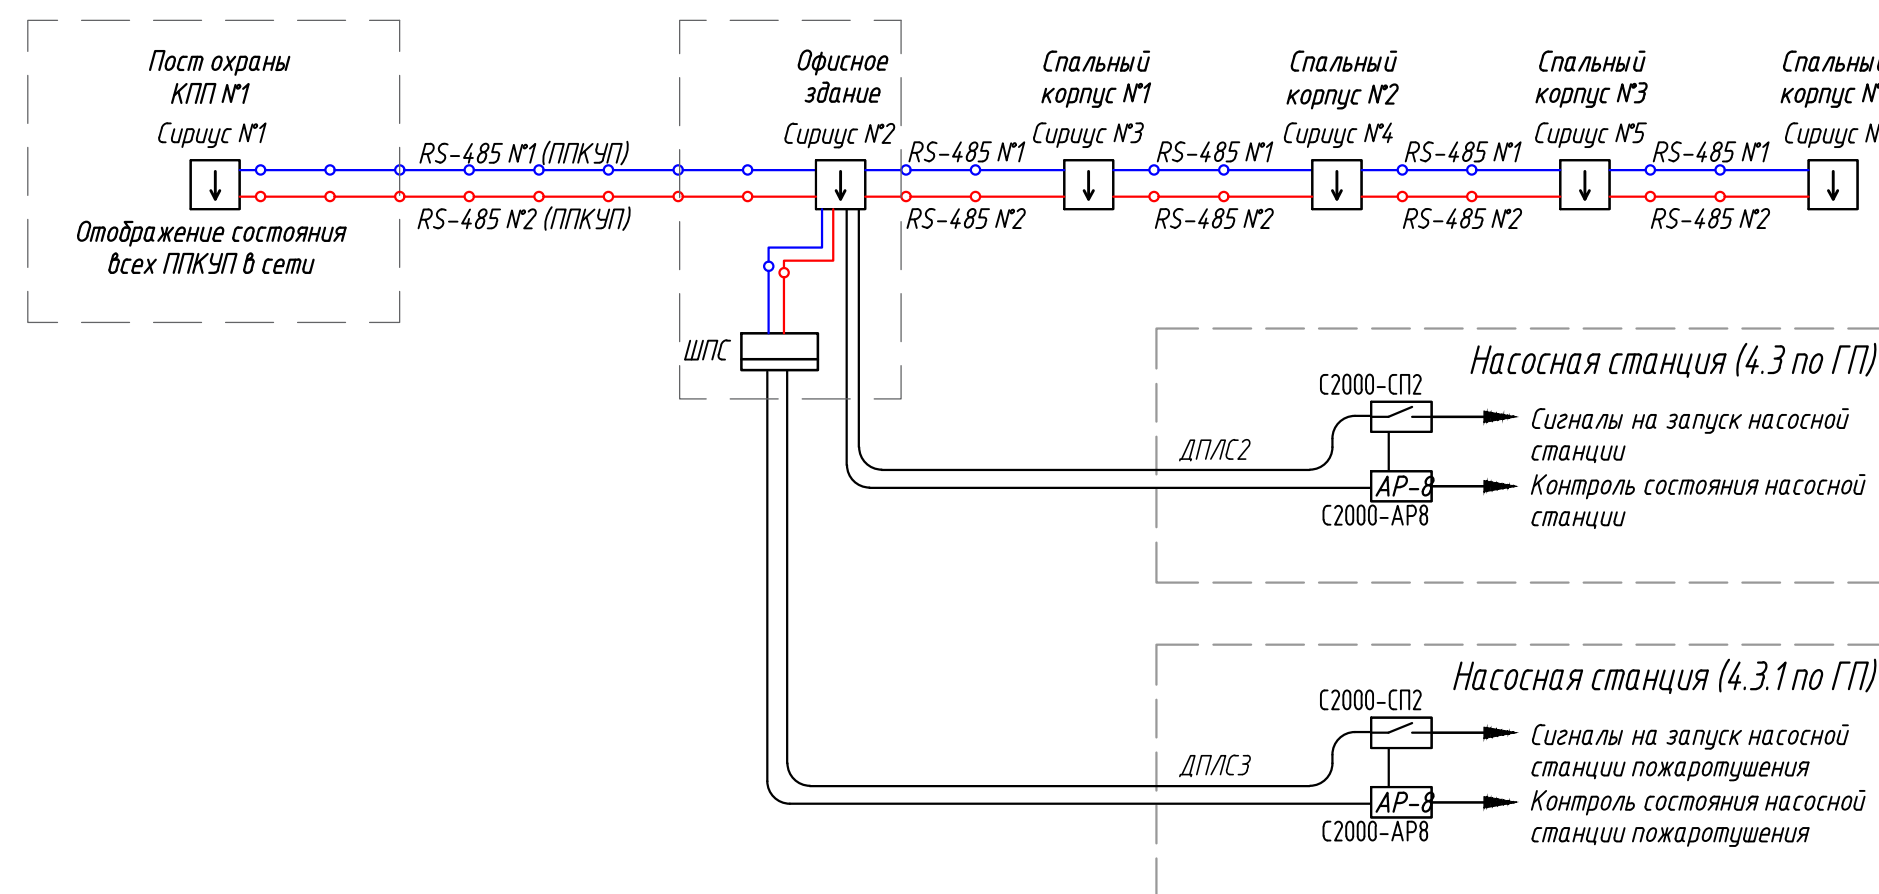 Пост охраны
КПП №1
Сириус №1
Отображение состояния
всех ППКУП в сети
RS-485 №1 (ППКУП)
RS-485 №2 (ППКУП)
Офисное
здание
Сириус №2
ШПС
RS-485 №1
RS-485 №2
Спальный
корпус №1
Сириус №3
RS-485 №1
RS-485 №2
Спальный
корпус №2
Сириус №4
RS-485 №1
RS-485 №2
Спальный
корпус №3
Сириус №5
RS-485 №1
RS-485 №2
корпус
Сириус
Насосная станция (4.3 по ГП)
С2000-СП2
Сигналы на запуск насосной
станции
ДПЛС2
АР-8
Контроль состояния насосной
станции
С2000-АР8
Насосная станция (4.3.1 по ГП)
С2000-СП2
Сигналы на запуск насосной
станции пожаротушения
ДПЛС3
АР-8
Контроль состояния насосной
станции пожаротушения
С2000-АР8